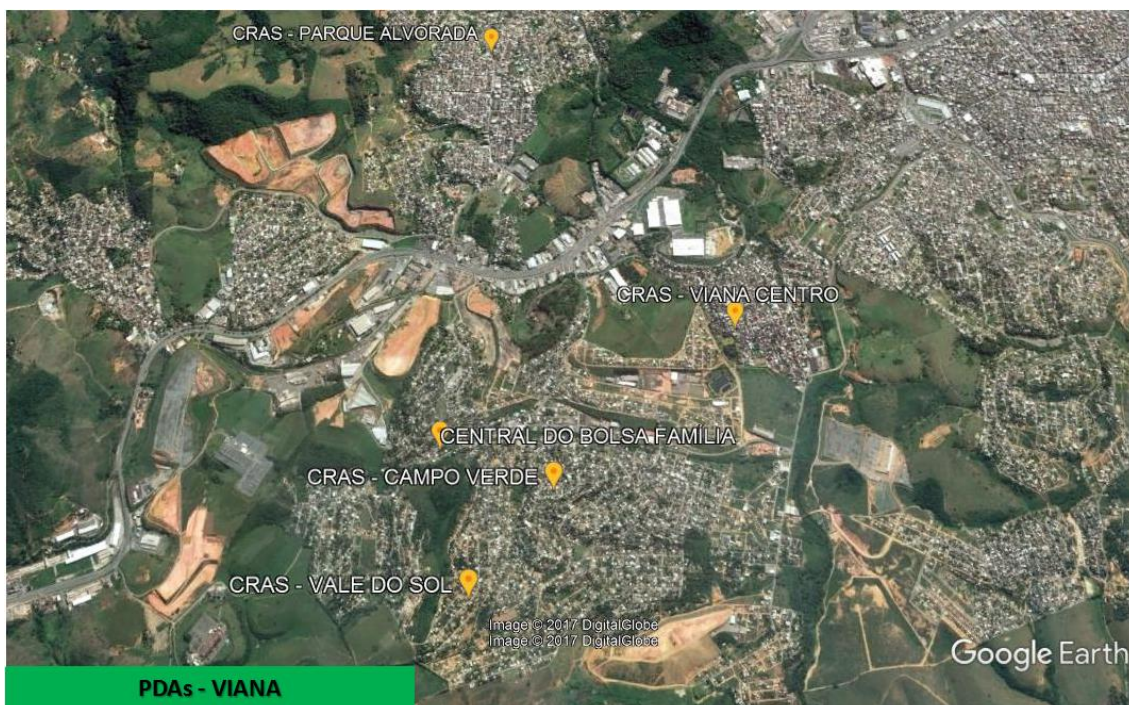 CRAS - PARQUE ALVORADA
CRAS - VIANA CENTRO
CENTRAL DO BOLSA FAMÍLIA
CRAS - CAMPO VERDE
CRAS - VALE DO SOL
Image © 2017 DigitalGlobe
Image © 2017 DigitalGlobe
Google Earth
PDAs - VIANA